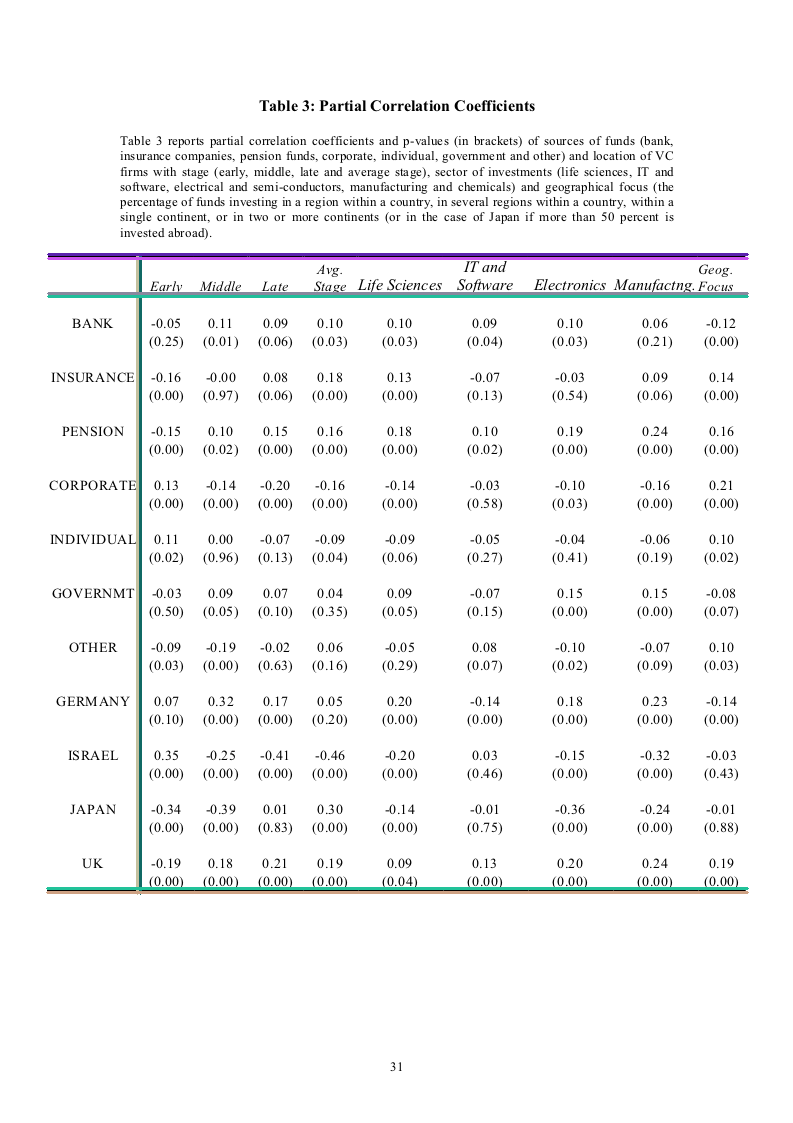 Table 3: Partial Correlation Coefficients
Table 3 reports partial correlation coefficients and p-values (in brackets) of sources of funds (bank,
insurance companies, pension funds, corporate, individual, government and other) and location of VC
firms with stage (early, middle, late and average stage), sector of investments (life sciences, IT and
software, electrical and semi-conductors, manufacturing and chemicals) and geographical focus (the
percentage of funds investing in a region within a country, in several regions within a country, within a
single continent, or in two or more continents (or in the case of Japan if more than 50 percent is
invested abroad).
Early Middle Late Avg. Stage Life Sciences IT and Software Electronics Manufactng. Geog. Focus
BANK -0.05 0.11 0.09 0.10 0.10 0.09 0.10 0.06 -0.12
(0.25) (0.01) (0.06) (0.03) (0.03) (0.04) (0.03) (0.21) (0.00)
INSURANCE -0.16 -0.00 0.08 0.18 0.13 -0.07 -0.03 0.09 0.14
(0.00) (0.97) (0.06) (0.00) (0.00) (0.13) (0.54) (0.06) (0.00)
PENSION -0.15 0.10 0.15 0.16 0.18 0.10 0.19 0.24 0.16
(0.00) (0.02) (0.00) (0.00) (0.00) (0.02) (0.00) (0.00) (0.00)
CORPORATE 0.13 -0.14 -0.20 -0.16 -0.14 -0.03 -0.10 -0.16 0.21
(0.00) (0.00) (0.00) (0.00) (0.00) (0.58) (0.03) (0.00) (0.00)
INDIVIDUAL 0.11 0.00 -0.07 -0.09 -0.09 -0.05 -0.04 -0.06 0.10
(0.02) (0.96) (0.13) (0.04) (0.06) (0.27) (0.41) (0.19) (0.02)
GOVERNMT -0.03 0.09 0.07 0.04 0.09 -0.07 0.15 0.15 -0.08
(0.50) (0.05) (0.10) (0.35) (0.05) (0.15) (0.00) (0.00) (0.07)
OTHER -0.09 -0.19 -0.02 0.06 -0.05 0.08 -0.10 -0.07 0.10
(0.03) (0.00) (0.63) (0.16) (0.29) (0.07) (0.02) (0.09) (0.03)
GERMANY 0.07 0.32 0.17 0.05 0.20 -0.14 0.18 0.23 -0.14
(0.10) (0.00) (0.00) (0.20) (0.00) (0.00) (0.00) (0.00) (0.00)
ISRAEL 0.35 -0.25 -0.41 -0.46 -0.20 0.03 -0.15 -0.32 -0.03
(0.00) (0.00) (0.00) (0.00) (0.00) (0.46) (0.00) (0.00) (0.43)
JAPAN -0.34 -0.39 0.01 0.30 -0.14 -0.01 -0.36 -0.24 -0.01
(0.00) (0.00) (0.83) (0.00) (0.00) (0.75) (0.00) (0.00) (0.88)
UK -0.19 0.18 0.21 0.19 0.09 0.13 0.20 0.24 0.19
(0.00) (0.00) (0.00) (0.00) (0.04) (0.00) (0.00) (0.00) (0.00)
31